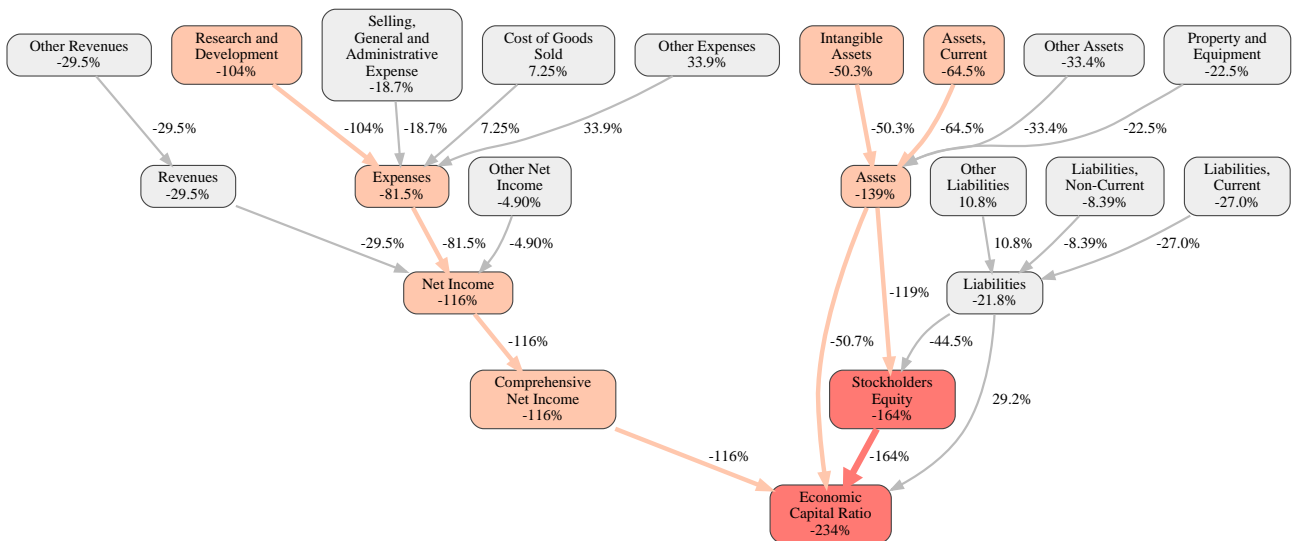 Other Revenues
-29.5%
Research and
Development
-104%
Selling,
General and
Administrative
Expense
-18.7%
Cost of Goods
Sold
7.25%
Other Expenses
33.9%
Intangible
Assets
-50.3%
Assets,
Current
-64.5%
Other Assets
-33.4%
Property and
Equipment
-22.5%
-29.5%
-104%
-18.7%
7.25%
33.9%
-50.3%
-64.5%
-33.4%
-22.5%
Revenues
-29.5%
Expenses
-81.5%
Other Net
Income
-4.90%
Assets
-139%
Other
Liabilities
10.8%
Liabilities,
Non-Current
-8.39%
Liabilities,
Current
-27.0%
-29.5%
-81.5%
-4.90%
10.8%
-8.39%
-27.0%
Net Income
-116%
-119%
Liabilities
-21.8%
-116%
-50.7%
-44.5%
Comprehensive
Net Income
-116%
Stockholders
Equity
-164%
29.2%
-116%
-164%
Economic
Capital Ratio
-234%